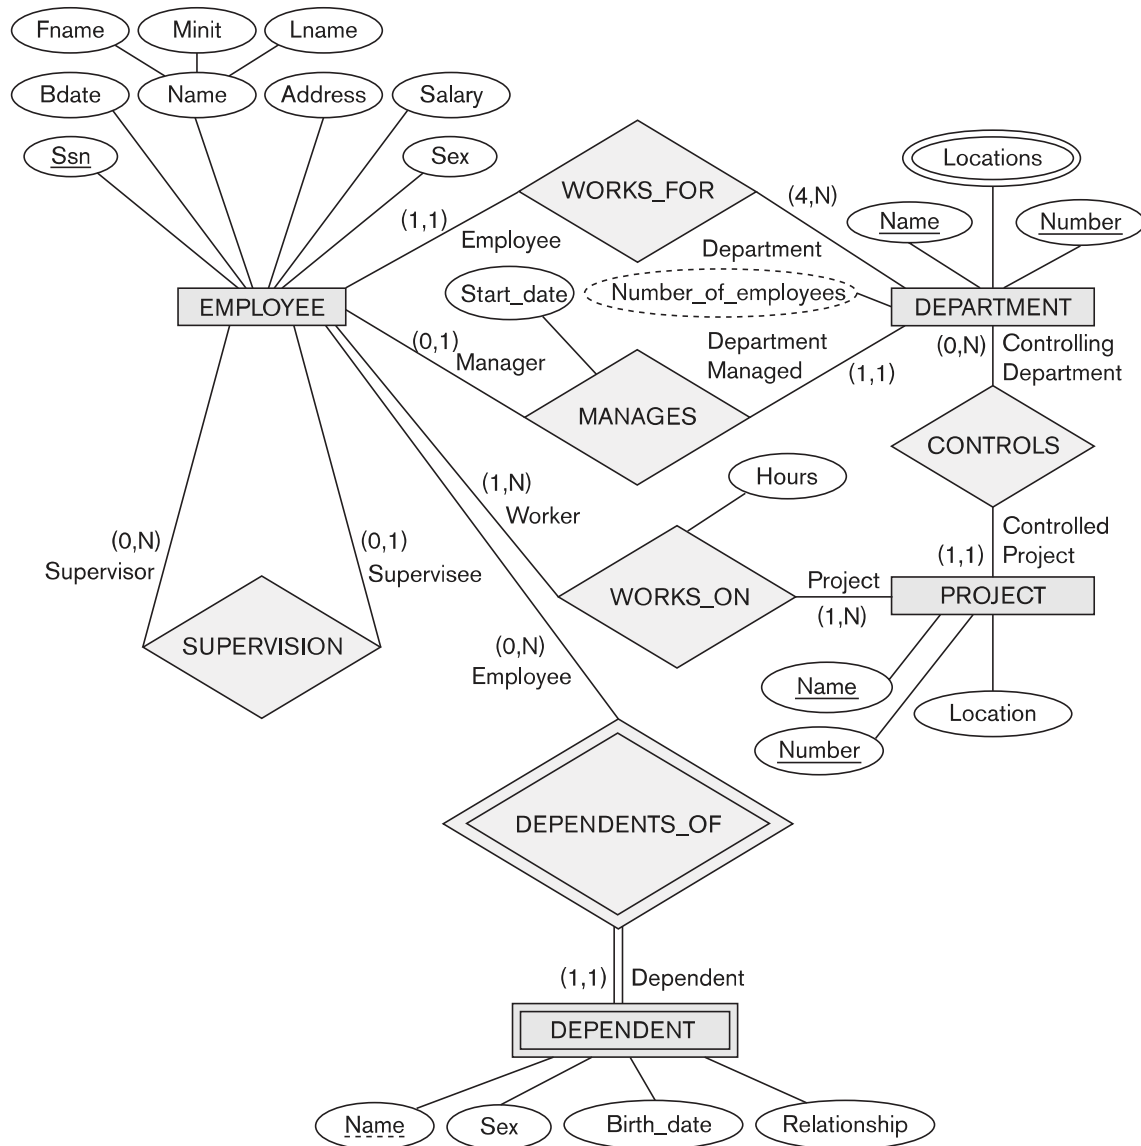 Fname
Minit
Lname
Bdate
Name
Address
Salary
Ssn
Sex
WORKS_FOR
Locations
(1,1)
Employee
(4,N)
Department
Name
Number
EMPLOYEE
Start_date
Number_of_employees
DEPARTMENT
(0,1)
Manager
Department
Managed
(1,1)
(0,N)
Controlling
Department
MANAGES
CONTROLS
(1,N)
Worker
Hours
(0,N)
Supervisor
(0,1)
Supervisee
Controlled
Project
(1,1)
SUPERVISION
WORKS_ON
Project
(1,N)
PROJECT
(0,N)
Employee
Name
Location
Number
DEPENDENTS_OF
(1,1)
Dependent
DEPENDENT
Name
Sex
Birth_date
Relationship